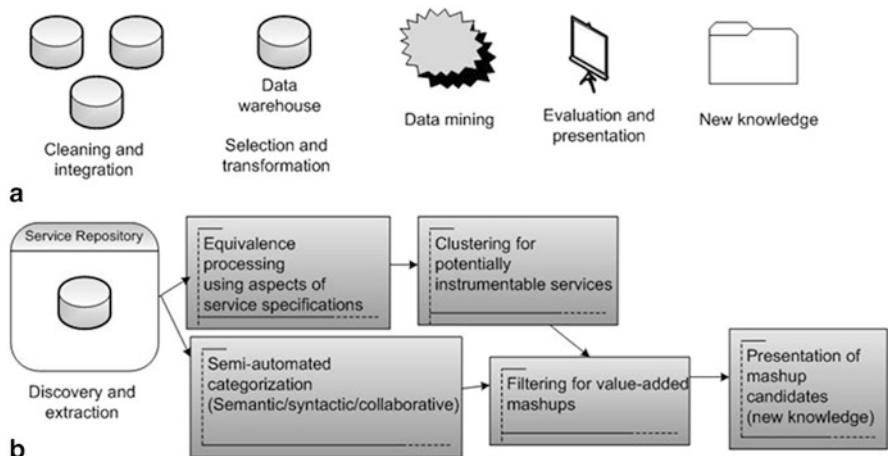 Cleaning and
integration
Data
warehouse
Selection and
transformation
Data mining
Evaluation and
presentation
New knowledge
a
Service Repository
Discovery and
extraction
Equivalence
processing
using aspects of
service specifications
Clustering for
potentially
instrumentable services
Semi-automated
categorization
(Semantic/syntactic/collaborative)
Filtering for value-added
mashups
Presentation of
mashup
candidates
(new knowledge)
b